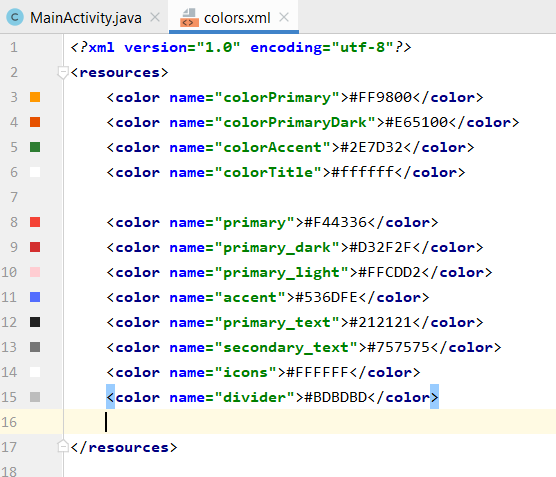 MainActivity.java colors.xml
1 <?xml version="1.0" encoding="utf-8"?>
2 <resources>
3 <color name="colorPrimary">#FF9800</color>
4 <color name="colorPrimaryDark">#E65100</color>
5 <color name="colorAccent">#2E7D32</color>
6 <color name="colorTitle">#ffffff</color>
7
8 <color name="primary">#F44336</color>
9 <color name="primary_dark">#D32F2F</color>
10 <color name="primary_light">#FFCDD2</color>
11 <color name="accent">#536DFE</color>
12 <color name="primary_text">#212121</color>
13 <color name="secondary_text">#757575</color>
14 <color name="icons">#FFFFFF</color>
15 <color name="divider">#BDBDBD</color>
16
17 </resources>
18